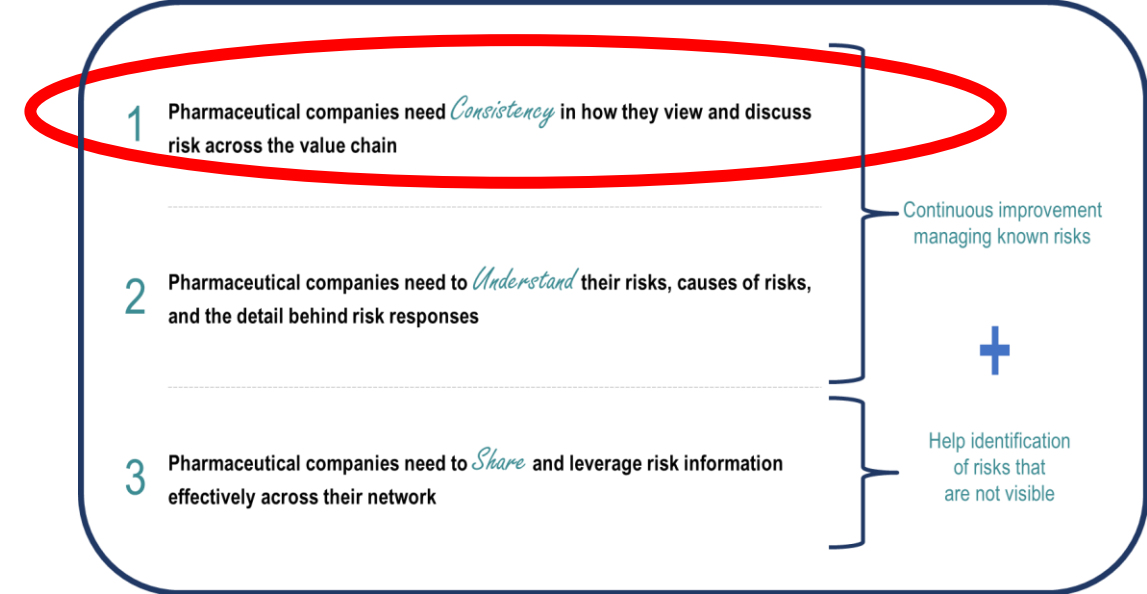 1
Pharmaceutical companies need Consistency in how they view and discuss
risk across the value chain
2
Pharmaceutical companies need to Understand their risks, causes of risks,
and the detail behind risk responses
3
Pharmaceutical companies need to Share and leverage risk information
effectively across their network
Continuous improvement
managing known risks
+
Help identification
of risks that
are not visible